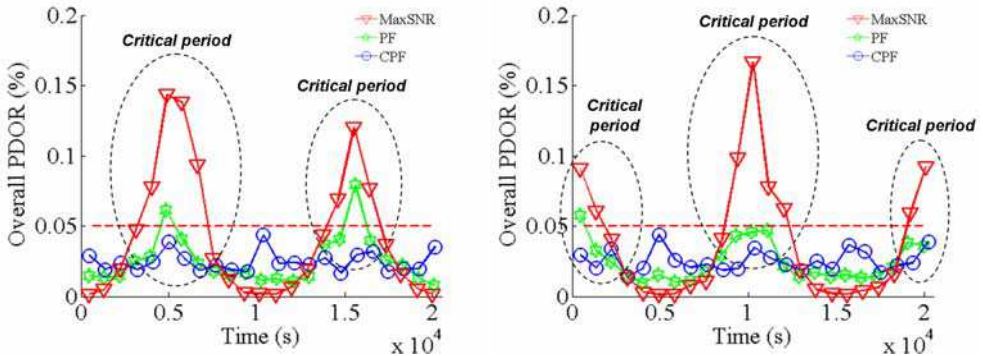 0.2
0.15
0.1
0.05
0
Overall PDOR (%)
Critical period
Critical period
MaxSNR
PF
CPF
0 0.5 1 1.5 2
Time (s)
x 10^4
0.2
0.15
0.1
0.05
0
Overall PDOR (%)
Critical period
Critical
period
Critical period
MaxSNR
PF
CPF
0 0.5 1 1.5 2
Time (s)
x 10^4